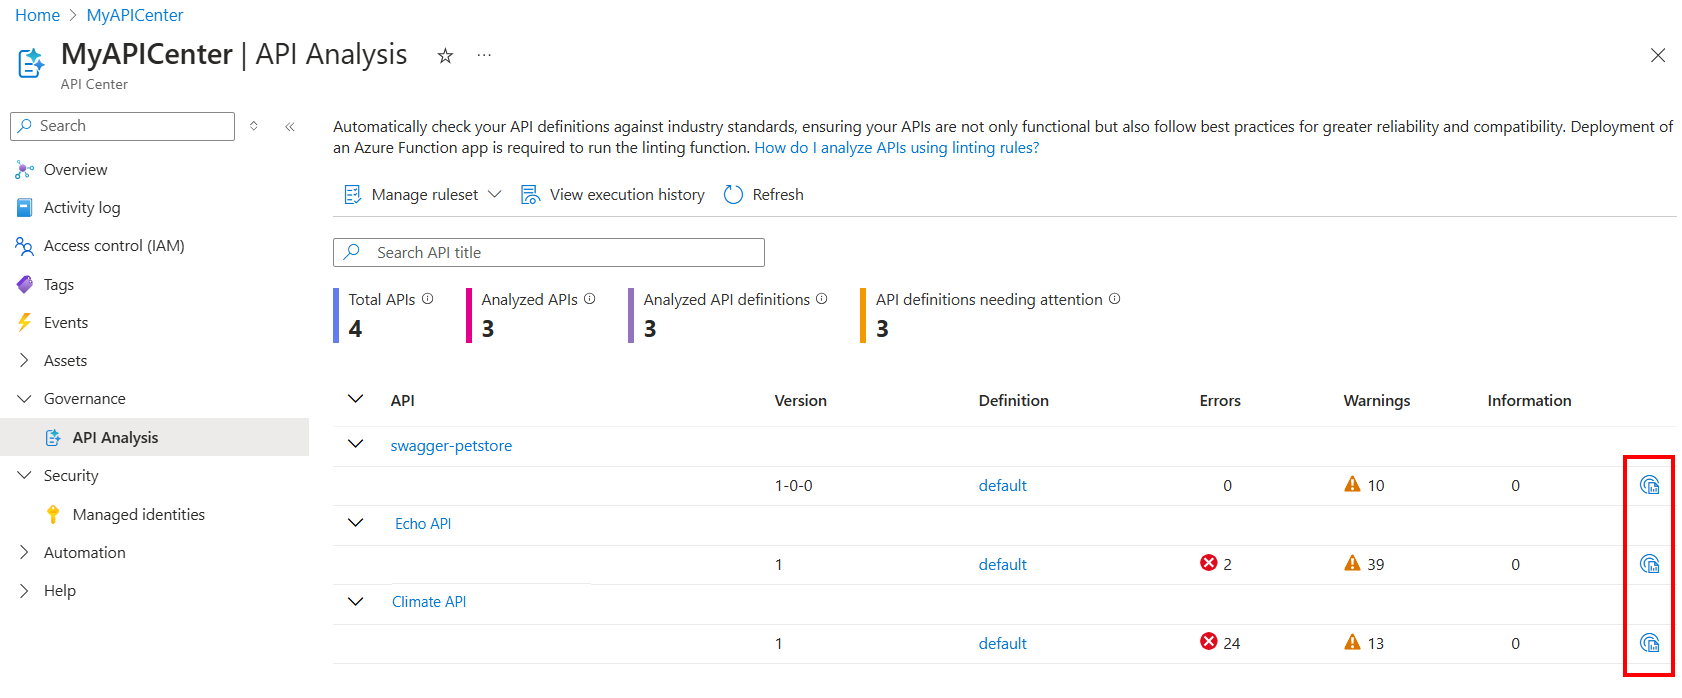 Home > MyAPICenter
MyAPICenter | API Analysis
API Center
Search
Overview
Activity log
Access control (IAM)
Tags
Events
Assets
Governance
API Analysis
Security
Managed identities
Automation
Help
Automatically check your API definitions against industry standards, ensuring your APIs are not only functional but also follow best practices for greater reliability and compatibility. Deployment of
an Azure Function app is required to run the linting function. How do I analyze APIs using linting rules?
Manage ruleset View execution history Refresh
Search API title
Total APIs Analyzed APIs Analyzed API definitions API definitions needing attention
4 3 3 3
API Version Definition Errors Warnings Information
swagger-petstore
1-0-0 default 0 10 0
Echo API
1 default 2 39 0
Climate API
1 default 24 13 0